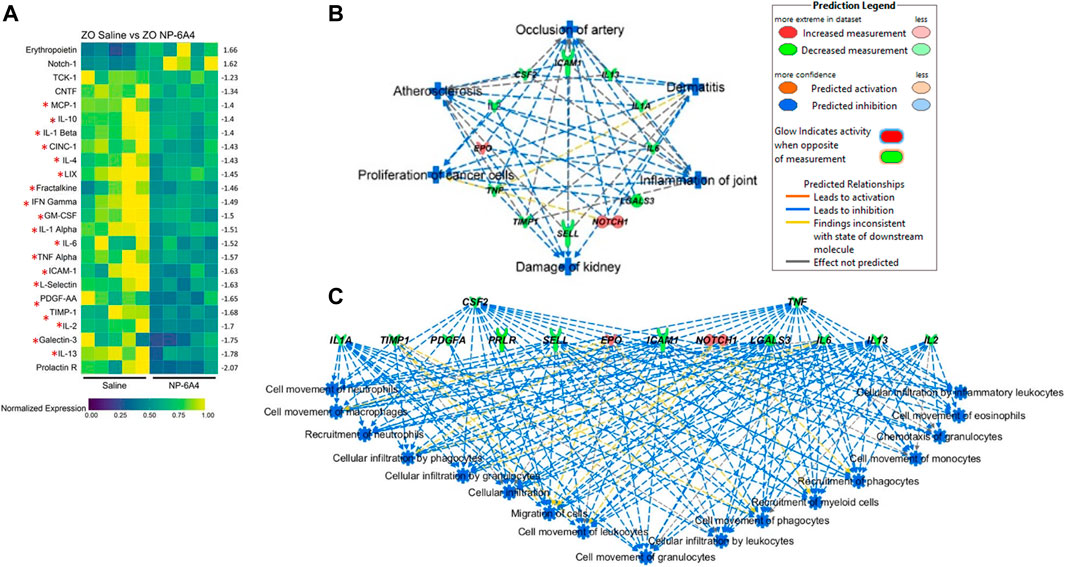 A
ZO Saline vs ZO NP-6A4
Erythropoietin 1.66
Notch-1 1.62
TCK-1 -1.23
CNTF -1.34
* MCP-1 -1.4
* IL-10 -1.4
* IL-1 Beta -1.4
* CINC-1 -1.43
* IL-4 -1.43
* LIX -1.45
* Fractalkine -1.46
* IFN Gamma -1.49
* GM-CSF -1.5
* IL-1 Alpha -1.51
* IL-6 -1.52
* TNF Alpha -1.57
* ICAM-1 -1.63
* L-Selectin -1.63
* PDGF-AA -1.65
TIMP-1 -1.68
* IL-2 -1.7
* Galectin-3 -1.75
* IL-13 -1.78
Prolactin R -2.07
Saline NP-6A4
Normalized Expression 0.00 0.25 0.50 0.75 1.00
B
Occlusion of artery
ICAM1
CSF2 IL13
Atherosclerosis Dermatitis
IL2 IL1A
EPO IL6
Proliferation of cancer cells Inflammation of joint
TNF LGALS3
TIMP1 NOTCH1
SELL
Damage of kidney
Prediction Legend
more extreme in dataset less
Increased measurement
Decreased measurement
more confidence less
Predicted activation
Predicted inhibition
Glow Indicates activity
when opposite
of measurement
Predicted Relationships
Leads to activation
Leads to inhibition
Findings inconsistent
with state of downstream
molecule
Effect not predicted
C
CSF2 TNF
IL1A TIMP1 PDGFA PRLR SELL EPO ICAM1 NOTCH1 LGALS3 IL6 IL13 IL2
Cell movement of neutrophils Cellular infiltration by inflammatory leukocytes
Cell movement of macrophages Cell movement of eosinophils
Recruitment of neutrophils Chemotaxis of granulocytes
Cellular infiltration by phagocytes Cell movement of monocytes
Cellular infiltration by granulocytes Recruitment of phagocytes
Cellular infiltration Recruitment of myeloid cells
Migration of cells Cell movement of phagocytes
Cell movement of leukocytes Cellular infiltration by leukocytes
Cell movement of granulocytes